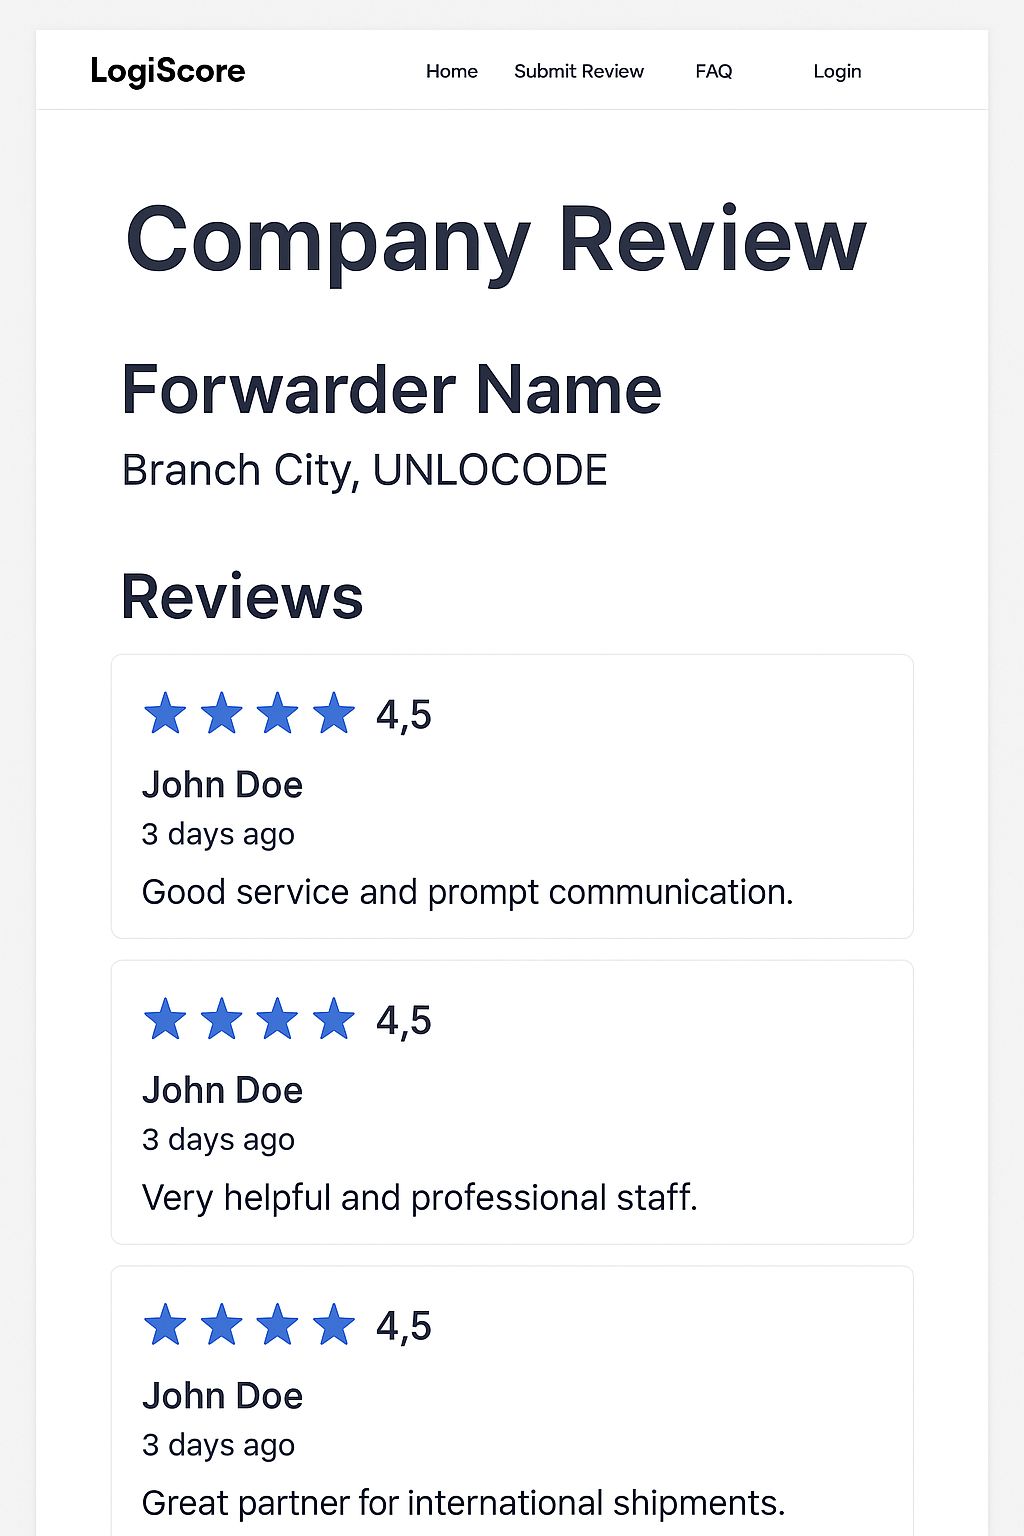 LogiScore Home Submit Review FAQ Login
Company Review
Forwarder Name
Branch City, UNLOCODE
Reviews
4,5
John Doe
3 days ago
Good service and prompt communication.
4,5
John Doe
3 days ago
Very helpful and professional staff.
4,5
John Doe
3 days ago
Great partner for international shipments.